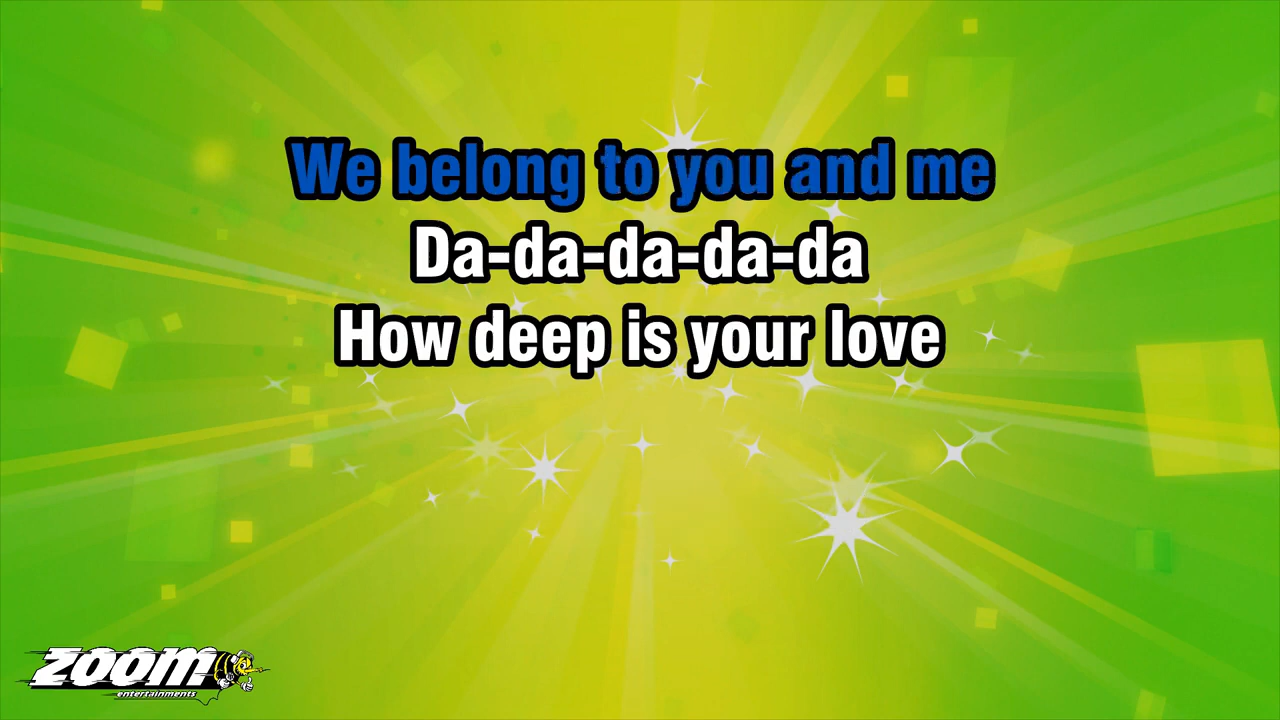 We belong to you and me
Da-da-da-da-da
How deep is your love
zoom
entertainments